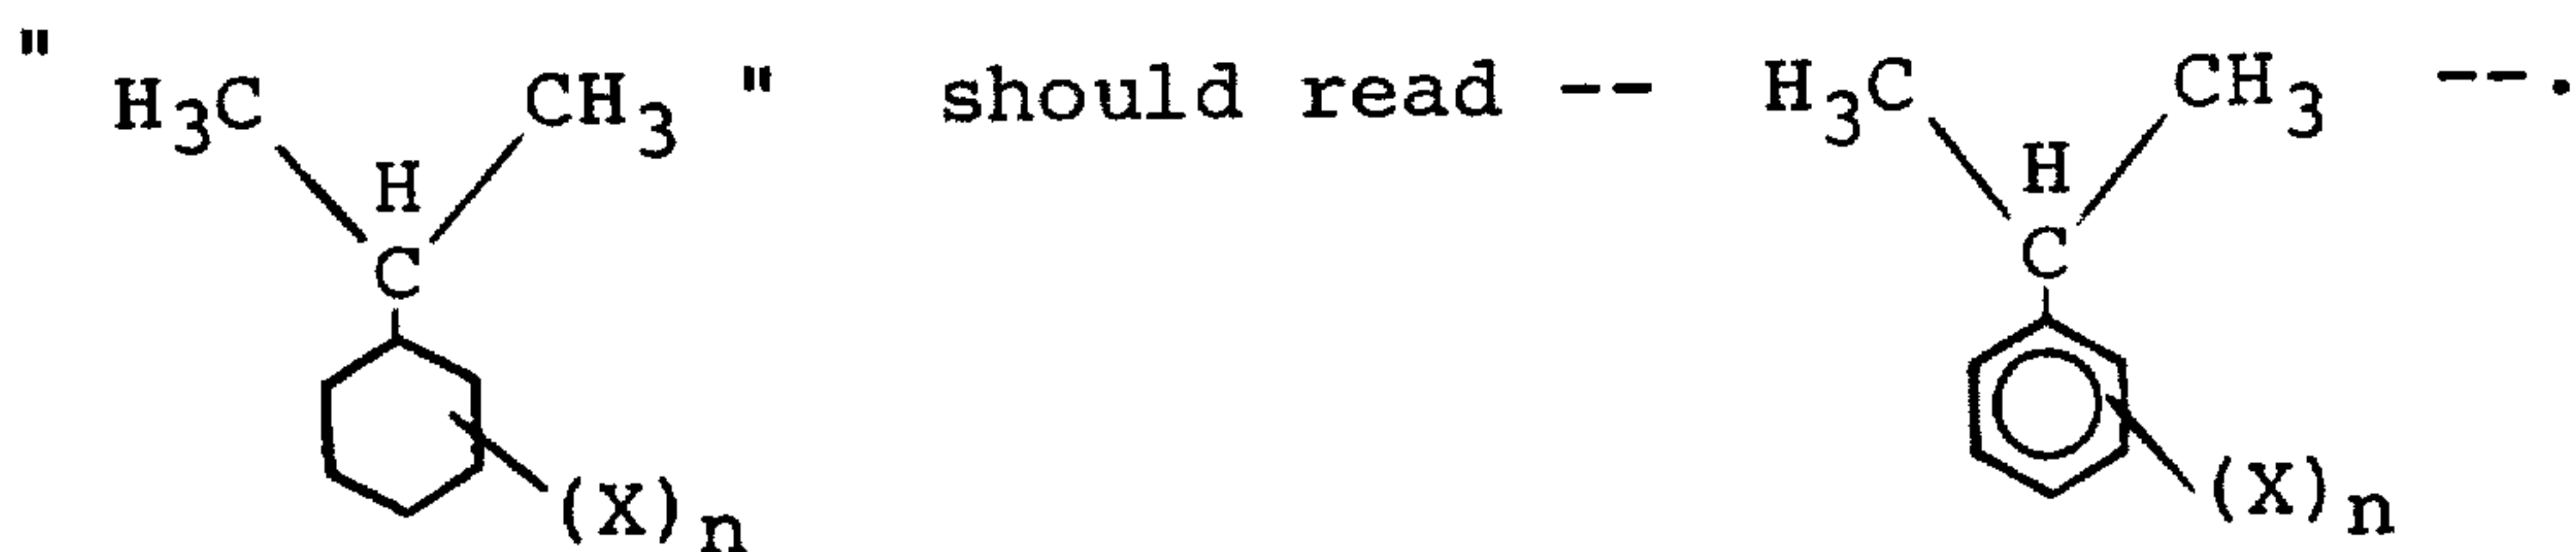 " H3C CH3 " should read -- H3C CH3 --.
H H
C C
(X)n (X)n